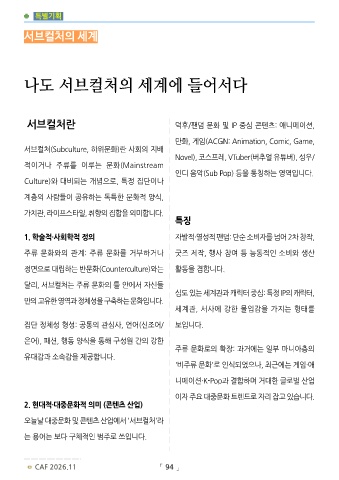 특별기획
서브컬처의 세계
나도 서브컬처의 세계에 들어서다
서브컬처란
서브컬처(Subculture, 하위문화)란 사회의 지배
적이거나 주류를 이루는 문화(Mainstream
Culture)와 대비되는 개념으로, 특정 집단이나
계층의 사람들이 공유하는 독특한 문화적 양식,
가치관, 라이프스타일, 취향의 집합을 의미합니다.
1. 학술적·사회학적 정의
주류 문화와의 관계: 주류 문화를 거부하거나
정면으로 대립하는 반문화(Counterculture)와는
달리, 서브컬처는 주류 문화의 틀 안에서 자신들
만의 고유한 영역과 정체성을 구축하는 문화입니다.
집단 정체성 형성: 공통의 관심사, 언어(신조어/
은어), 패션, 행동 양식을 통해 구성원 간의 강한
유대감과 소속감을 제공합니다.
2. 현대적·대중문화적 의미 (콘텐츠 산업)
오늘날 대중문화 및 콘텐츠 산업에서 '서브컬처'라
는 용어는 보다 구체적인 범주로 쓰입니다.
덕후/팬덤 문화 및 IP 중심 콘텐츠: 애니메이션,
만화, 게임(ACGN: Animation, Comic, Game,
Novel), 코스프레, VTuber(버추얼 유튜버), 성우/
인디 음악(Sub Pop) 등을 통칭하는 영역입니다.
특징
자발적·열성적 팬덤: 단순 소비자를 넘어 2차 창작,
굿즈 제작, 행사 참여 등 능동적인 소비와 생산
활동을 겸합니다.
심도 있는 세계관과 캐릭터 중심: 특정 IP의 캐릭터,
세계관, 서사에 강한 몰입감을 가지는 형태를
보입니다.
주류 문화로의 확장: 과거에는 일부 마니아층의
'비주류 문화'로 인식되었으나, 최근에는 게임·애
니메이션·K-Pop과 결합하며 거대한 글로벌 산업
이자 주요 대중문화 트렌드로 자리 잡고 있습니다.
CAF 2026.11
「 94 」